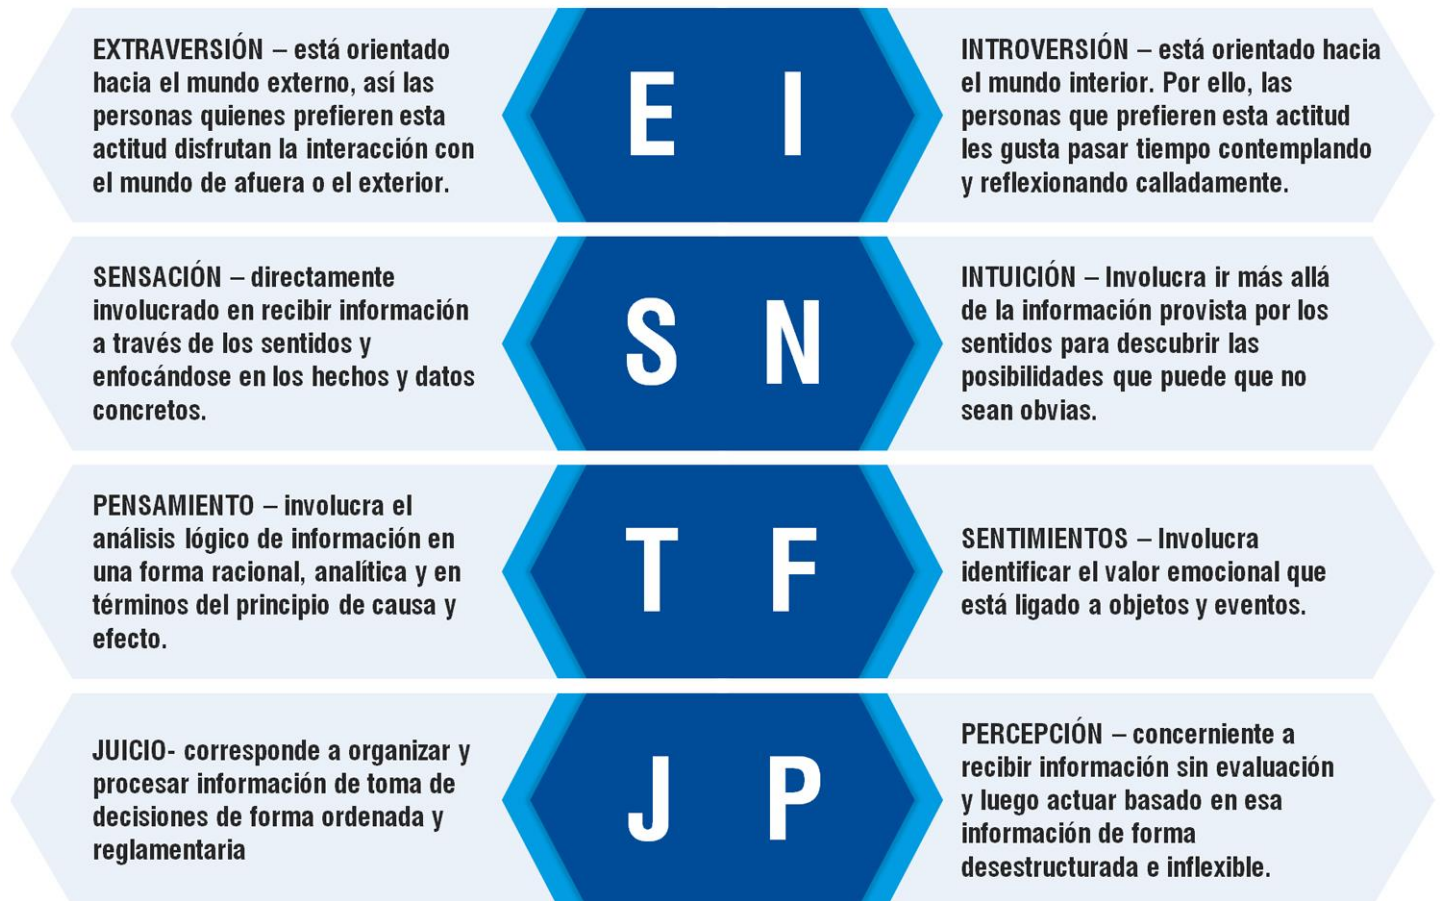 EXTRAVERSIÓN – está orientado
hacia el mundo externo, así las
personas quienes prefieren esta
actitud disfrutan la interacción con
el mundo de afuera o el exterior.
E I
INTROVERSIÓN – está orientado hacia
el mundo interior. Por ello, las
personas que prefieren esta actitud
les gusta pasar tiempo contemplando
y reflexionando calladamente.
SENSACIÓN – directamente
involucrado en recibir información
a través de los sentidos y
enfocándose en los hechos y datos
concretos.
S N
INTUICIÓN – Involucra ir más allá
de la información provista por los
sentidos para descubrir las
posibilidades que puede que no
sean obvias.
PENSAMIENTO – involucra el
análisis lógico de información en
una forma racional, analítica y en
términos del principio de causa y
efecto.
T F
SENTIMIENTOS – Involucra
identificar el valor emocional que
está ligado a objetos y eventos.
JUICIO- corresponde a organizar y
procesar información de toma de
decisiones de forma ordenada y
reglamentaria
J P
PERCEPCIÓN – concerniente a
recibir información sin evaluación
y luego actuar basado en esa
información de forma
desestructurada e inflexible.